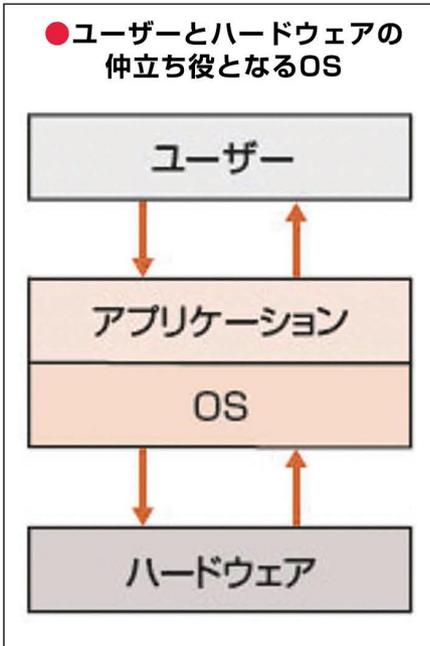 ●ユーザーとハードウェアの
仲立ち役となるOS
ユーザー
アプリケーション
OS
ハードウェア